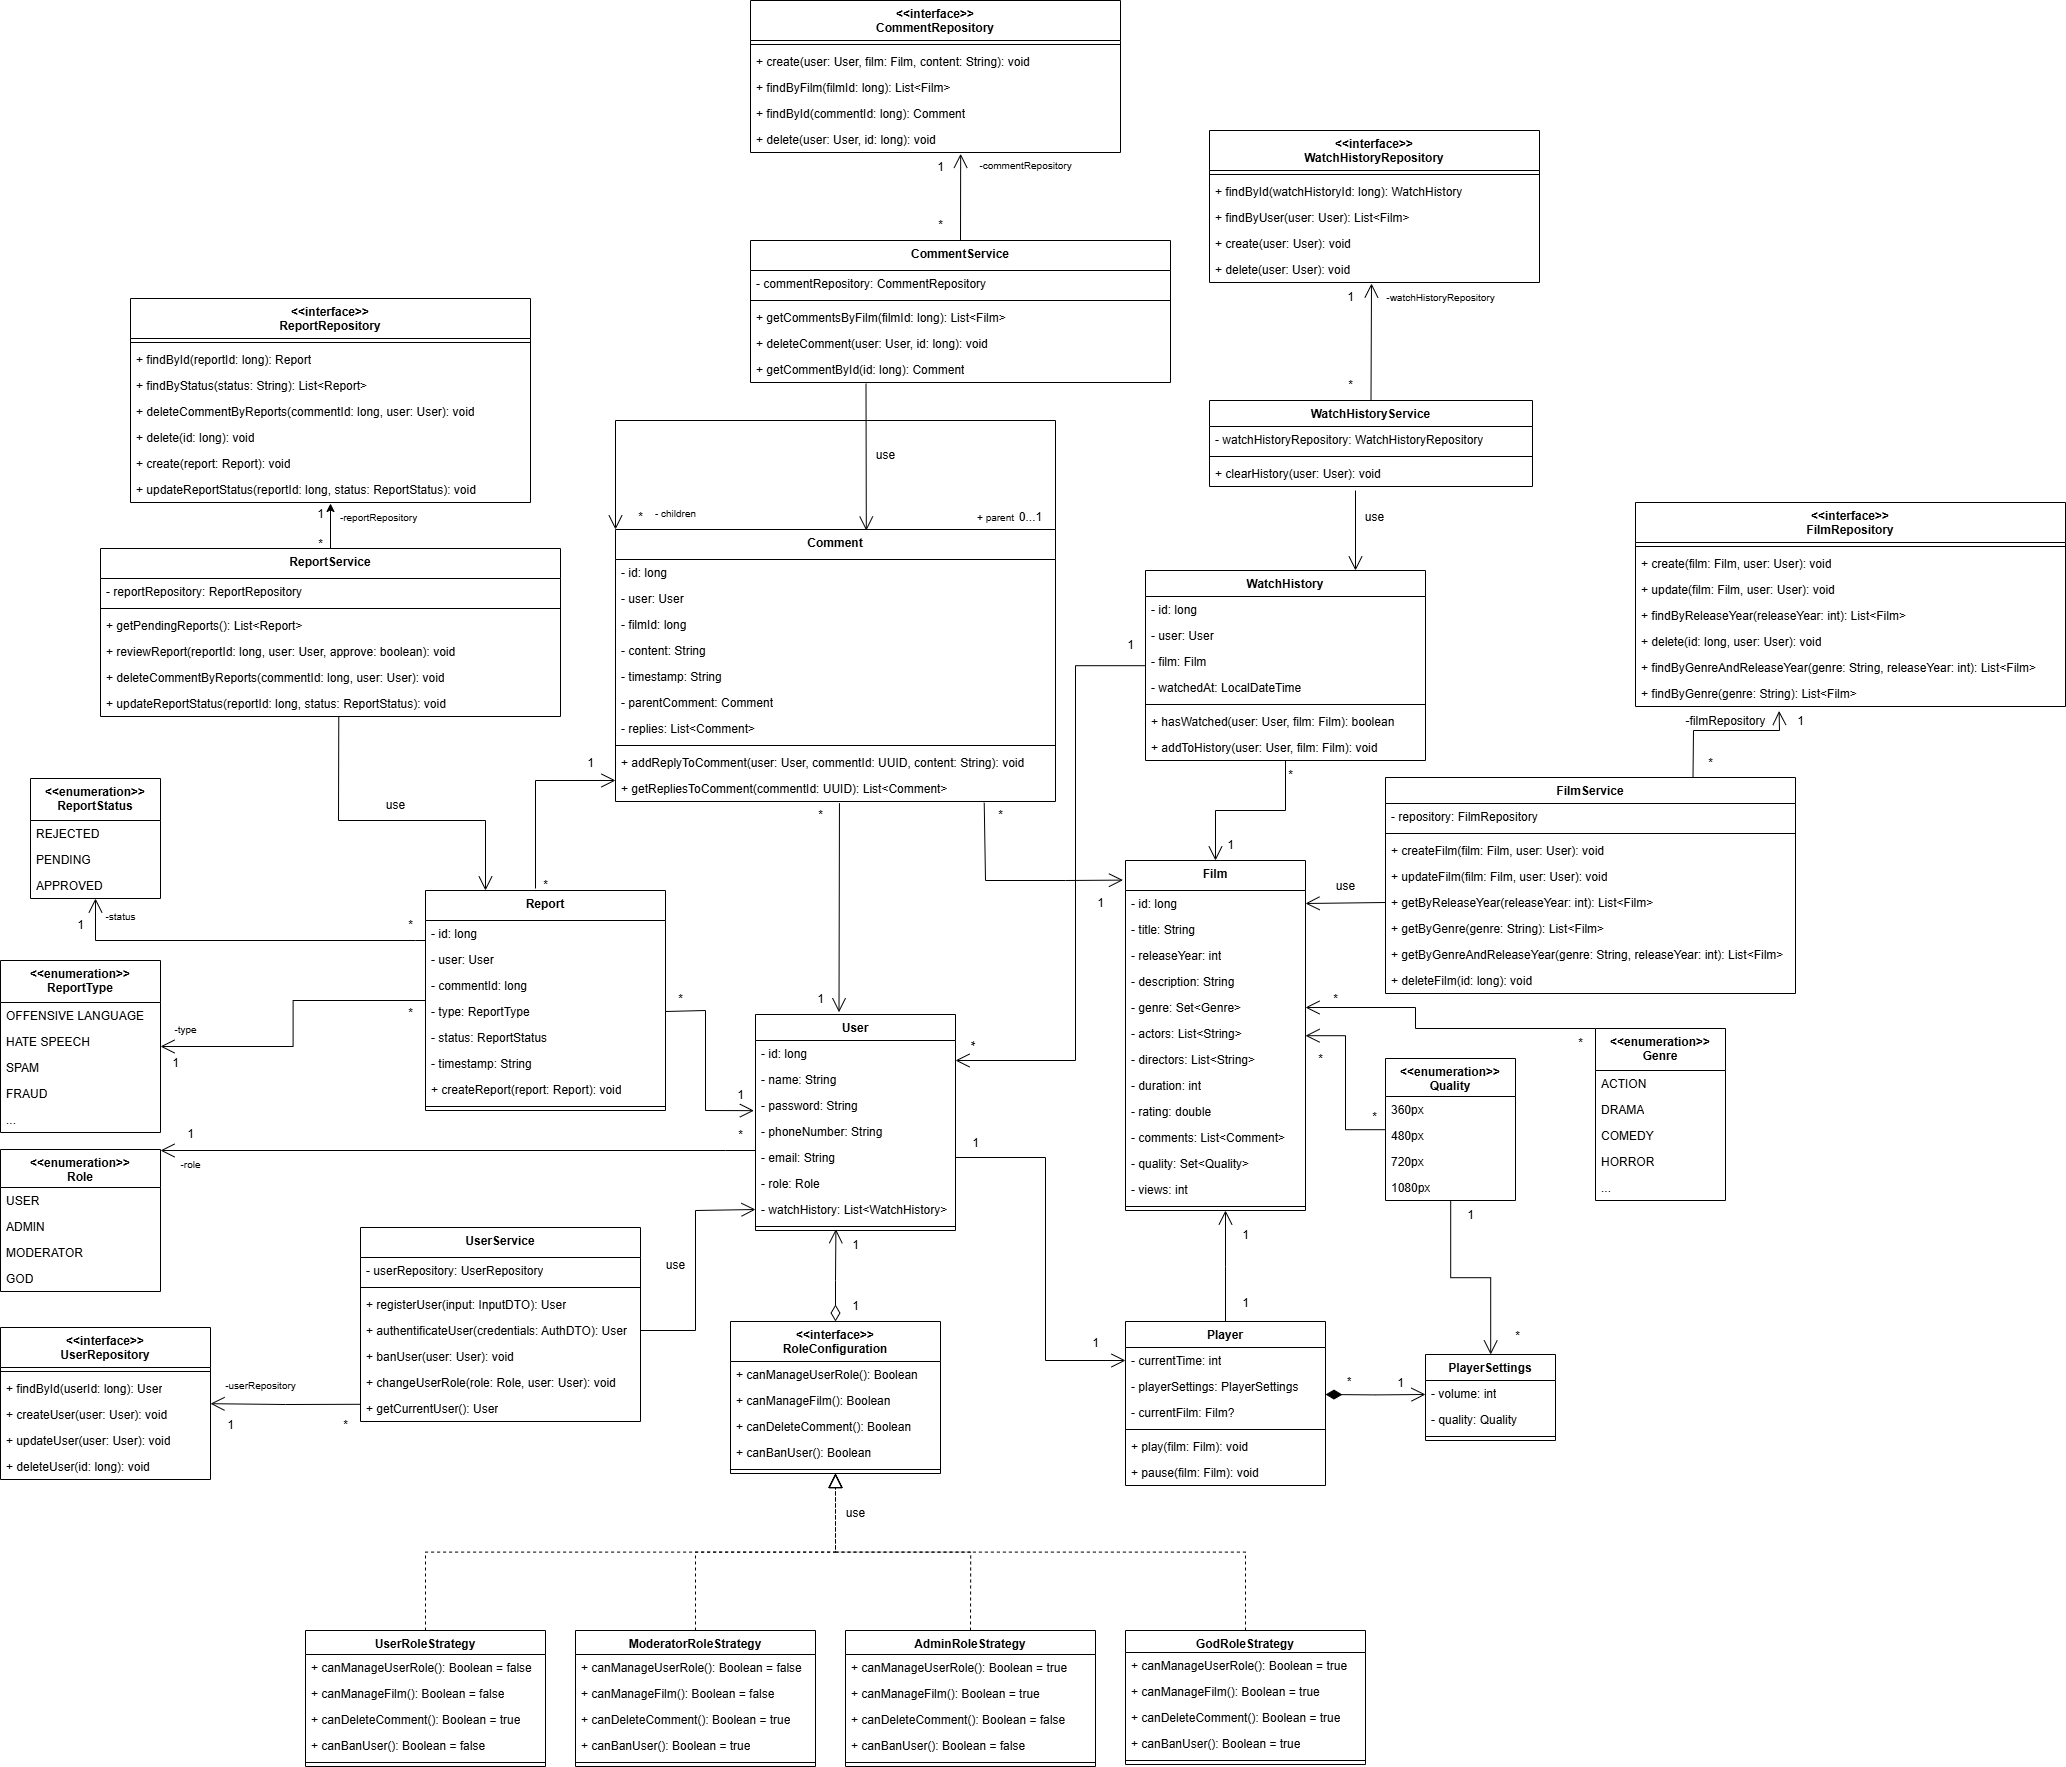 <<interface>>
CommentRepository
+ create(user: User, film: Film, content: String): void
+ findByFilm(filmId: long): List<Film>
+ findById(commentId: long): Comment
+ delete(user: User, id: long): void
1
-commentRepository
*
<<interface>>
WatchHistoryRepository
+ findById(watchHistoryId: long): WatchHistory
+ findByUser(user: User): List<Film>
+ create(user: User): void
+ delete(user: User): void
1
-watchHistoryRepository
*
CommentService
- commentRepository: CommentRepository
+ getCommentsByFilm(filmId: long): List<Film>
+ deleteComment(user: User, id: long): void
+ getCommentById(id: long): Comment
use
<<interface>>
ReportRepository
+ findById(reportId: long): Report
+ findByStatus(status: String): List<Report>
+ deleteCommentByReports(commentId: long, user: User): void
+ delete(id: long): void
+ create(report: Report): void
+ updateReportStatus(reportId: long, status: ReportStatus): void
1
-reportRepository
*
WatchHistoryService
- watchHistoryRepository: WatchHistoryRepository
+ clearHistory(user: User): void
use
<<interface>>
FilmRepository
+ create(film: Film, user: User): void
+ update(film: Film, user: User): void
+ findByReleaseYear(releaseYear: int): List<Film>
+ delete(id: long, user: User): void
+ findByGenreAndReleaseYear(genre: String, releaseYear: int): List<Film>
+ findByGenre(genre: String): List<Film>
-filmRepository
1
*
ReportService
- reportRepository: ReportRepository
+ getPendingReports(): List<Report>
+ reviewReport(reportId: long, user: User, approve: boolean): void
+ deleteCommentByReports(commentId: long, user: User): void
+ updateReportStatus(reportId: long, status: ReportStatus): void
use
* - children
+ parent 0...1
Comment
- id: long
- user: User
- filmId: long
- content: String
- timestamp: String
- parentComment: Comment
- replies: List<Comment>
+ addReplyToComment(user: User, commentId: UUID, content: String): void
+ getRepliesToComment(commentId: UUID): List<Comment>
1
*
*
*
1
1
WatchHistory
- id: long
- user: User
- film: Film
- watchedAt: LocalDateTime
+ hasWatched(user: User, film: Film): boolean
+ addToHistory(user: User, film: Film): void
1
*
*
1
FilmService
- repository: FilmRepository
+ createFilm(film: Film, user: User): void
+ updateFilm(film: Film, user: User): void
+ getByReleaseYear(releaseYear: int): List<Film>
+ getByGenre(genre: String): List<Film>
+ getByGenreAndReleaseYear(genre: String, releaseYear: int): List<Film>
+ deleteFilm(id: long): void
use
<<enumeration>>
ReportStatus
REJECTED
PENDING
APPROVED
1
-status
*
<<enumeration>>
ReportType
OFFENSIVE LANGUAGE
HATE SPEECH
SPAM
FRAUD
...
-type
1
*
Report
- id: long
- user: User
- commentId: long
- type: ReportType
- status: ReportStatus
- timestamp: String
+ createReport(report: Report): void
*
1
<<enumeration>>
Role
USER
ADMIN
MODERATOR
GOD
1
-role
*
User
- id: long
- name: String
- password: String
- phoneNumber: String
- email: String
- role: Role
- watchHistory: List<WatchHistory>
1
1
Film
- id: long
- title: String
- releaseYear: int
- description: String
- genre: Set<Genre>
- actors: List<String>
- directors: List<String>
- duration: int
- rating: double
- comments: List<Comment>
- quality: Set<Quality>
- views: int
*
*
<<enumeration>>
Genre
ACTION
DRAMA
COMEDY
HORROR
...
*
*
<<enumeration>>
Quality
360px
480px
720px
1080px
1
*
UserService
- userRepository: UserRepository
+ registerUser(input: InputDTO): User
+ authentificateUser(credentials: AuthDTO): User
+ banUser(user: User): void
+ changeUserRole(role: Role, user: User): void
+ getCurrentUser(): User
use
<<interface>>
UserRepository
+ findById(userId: long): User
+ createUser(user: User): void
+ updateUser(user: User): void
+ deleteUser(id: long): void
-userRepository
1
*
1
1
<<interface>>
RoleConfiguration
+ canManageUserRole(): Boolean
+ canManageFilm(): Boolean
+ canDeleteComment(): Boolean
+ canBanUser(): Boolean
use
1
1
Player
- currentTime: int
- playerSettings: PlayerSettings
- currentFilm: Film?
+ play(film: Film): void
+ pause(film: Film): void
*
1
PlayerSettings
- volume: int
- quality: Quality
UserRoleStrategy
+ canManageUserRole(): Boolean = false
+ canManageFilm(): Boolean = false
+ canDeleteComment(): Boolean = true
+ canBanUser(): Boolean = false
ModeratorRoleStrategy
+ canManageUserRole(): Boolean = false
+ canManageFilm(): Boolean = false
+ canDeleteComment(): Boolean = true
+ canBanUser(): Boolean = true
AdminRoleStrategy
+ canManageUserRole(): Boolean = true
+ canManageFilm(): Boolean = true
+ canDeleteComment(): Boolean = false
+ canBanUser(): Boolean = false
GodRoleStrategy
+ canManageUserRole(): Boolean = true
+ canManageFilm(): Boolean = true
+ canDeleteComment(): Boolean = true
+ canBanUser(): Boolean = true